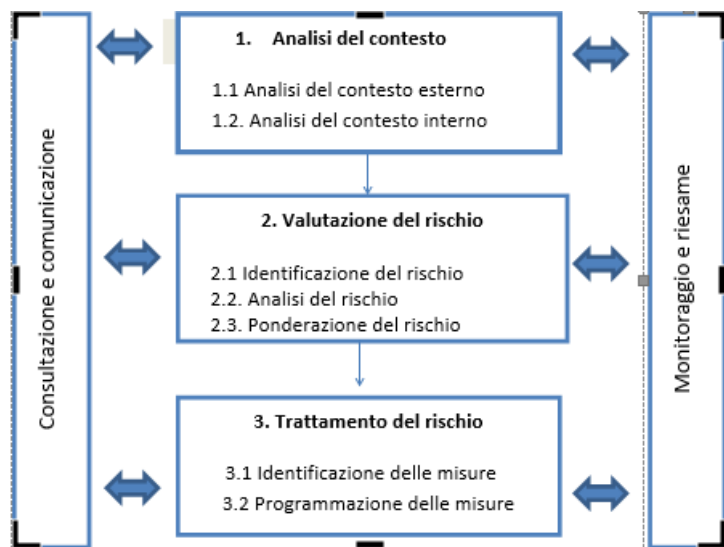 Consultazione e comunicazione
1. Analisi del contesto
1.1 Analisi del contesto esterno
1.2. Analisi del contesto interno
2. Valutazione del rischio
2.1 Identificazione del rischio
2.2. Analisi del rischio
2.3. Ponderazione del rischio
3. Trattamento del rischio
3.1 Identificazione delle misure
3.2 Programmazione delle misure
Monitoraggio e riesame